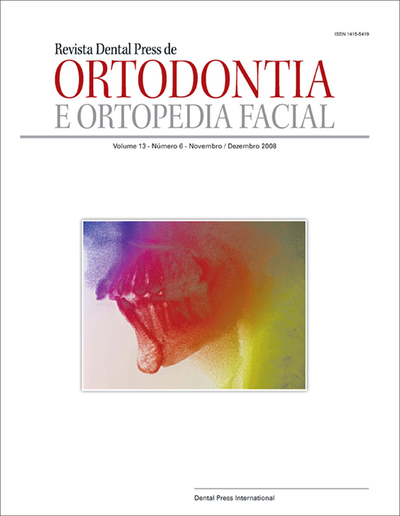 ISSN 1415-5419
Revista Dental Press de
ORTODONTIA
E ORTOPEDIA FACIAL
Volume 13 - Número 6 - Novembro / Dezembro 2008
Dental Press International